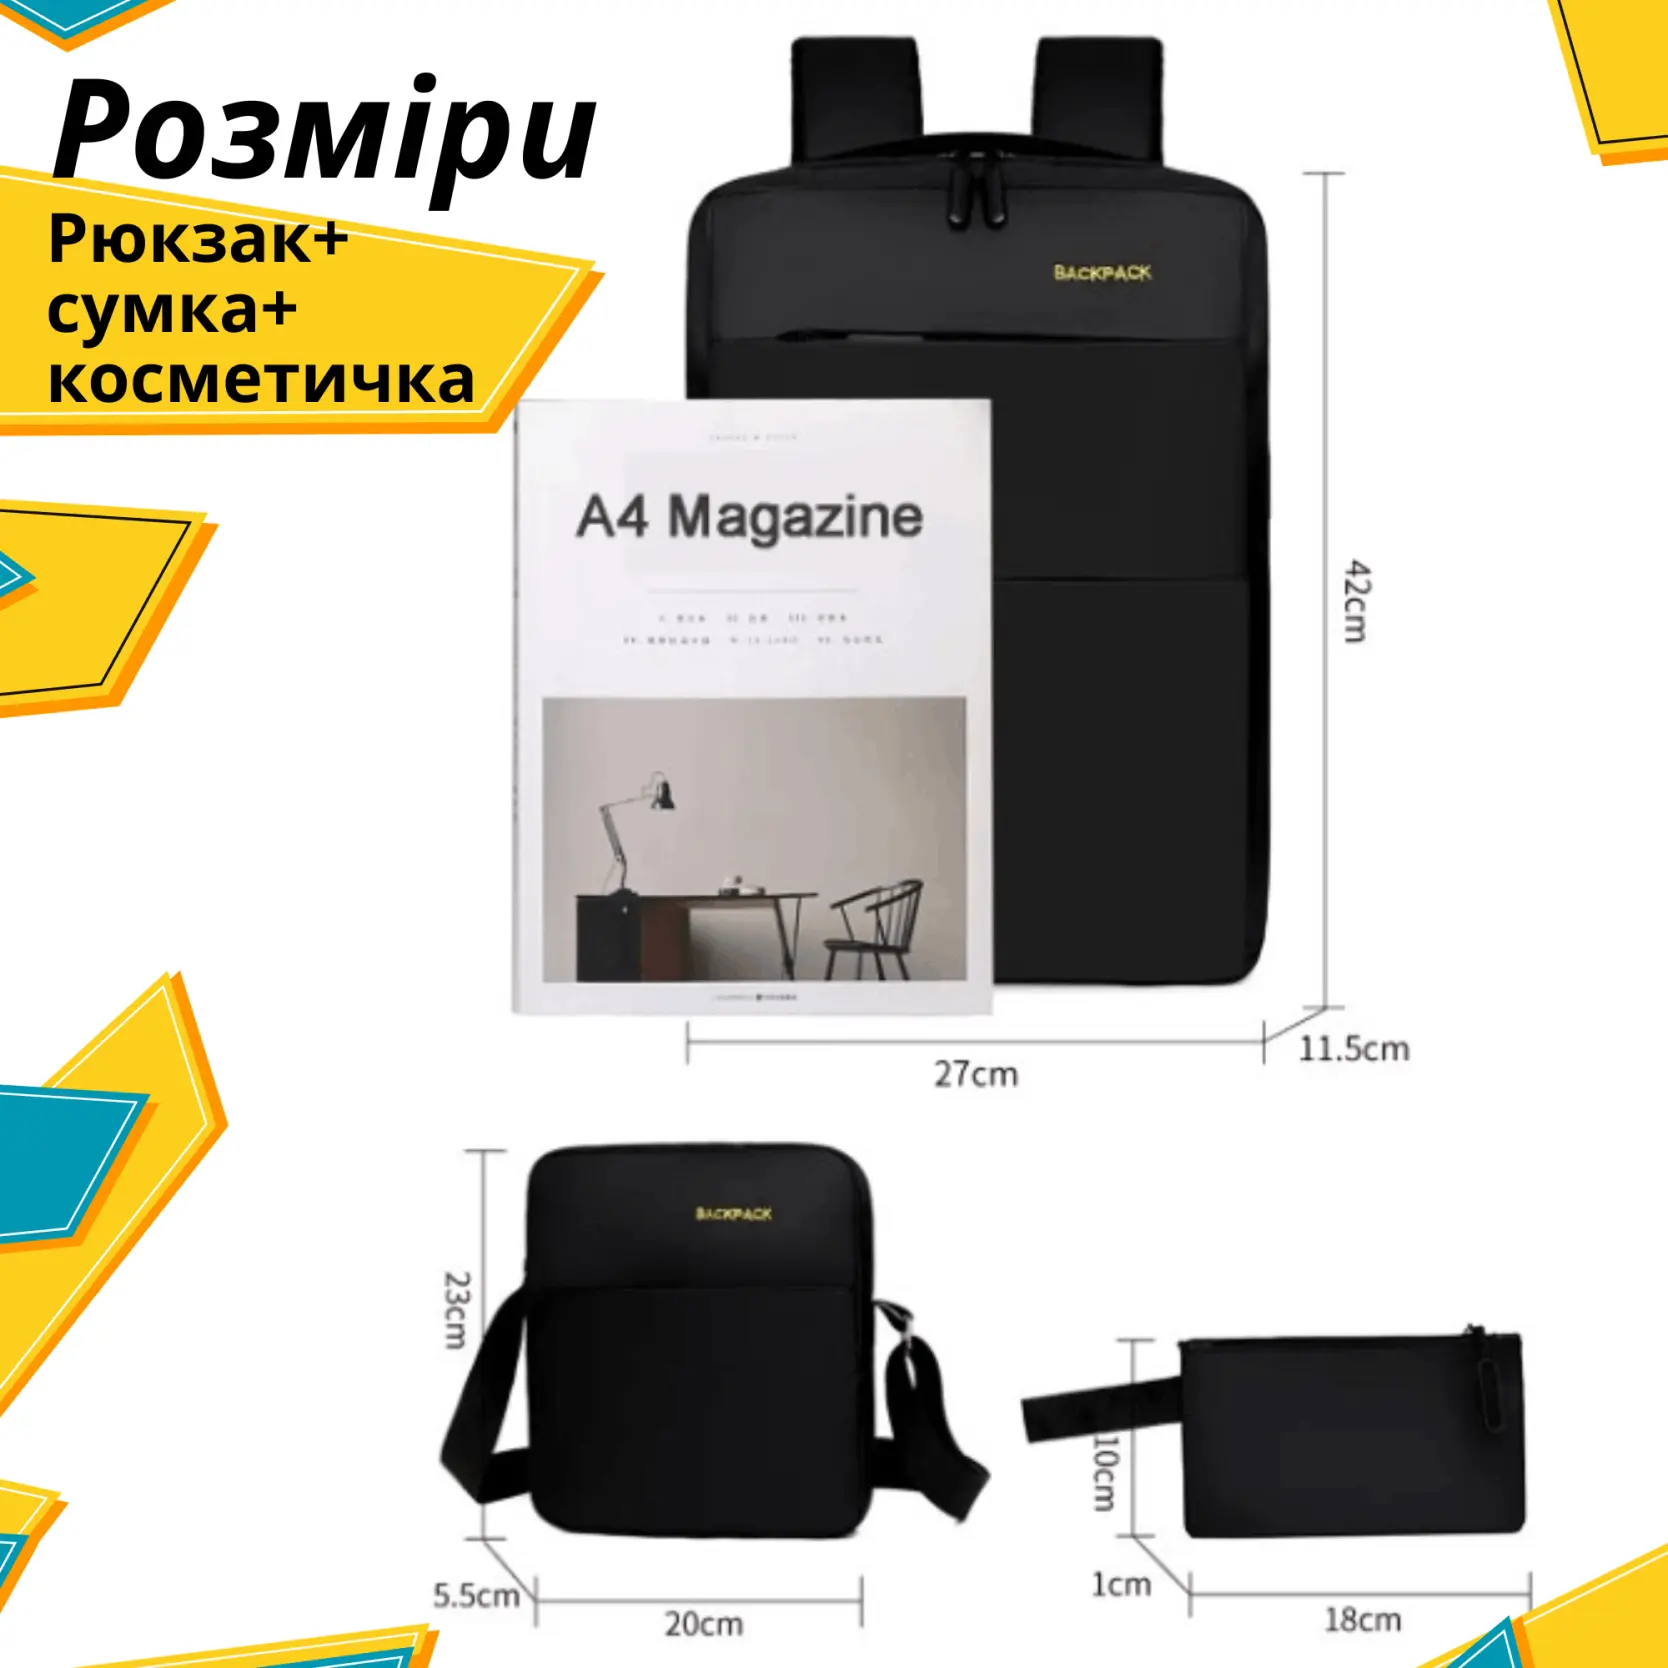 Розміри
Рюкзак+
сумка+
косметичка
BACKPACK
A4 Magazine
42cm
11.5cm
27cm
BACKPACK
23cm
5.5cm
20cm
10cm
1cm
18cm